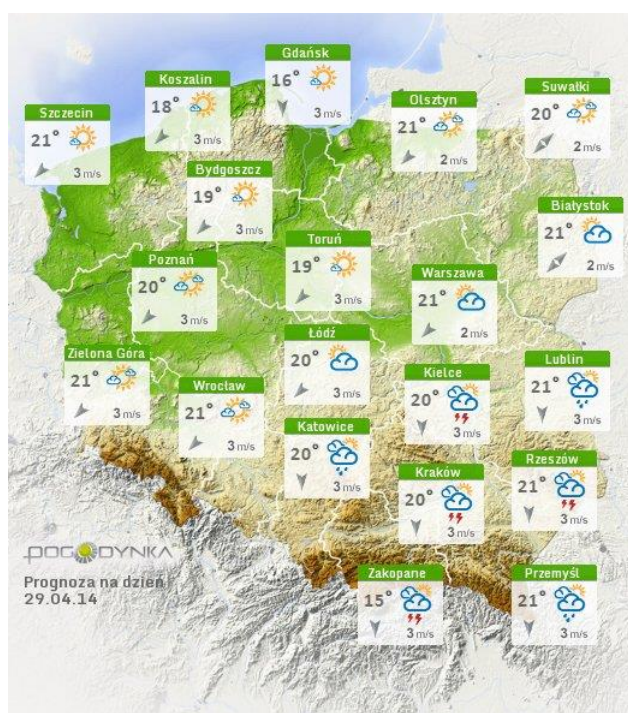 Gdańsk
16°
3 m/s
Koszalin
18°
3 m/s
Suwałki
20°
2 m/s
Olsztyn
21°
2 m/s
Szczecin
21°
3 m/s
Bydgoszcz
19°
3 m/s
Białystok
21°
2 m/s
Toruń
19°
3 m/s
Poznań
20°
3 m/s
Warszawa
21°
2 m/s
Łódź
20°
3 m/s
Zielona Góra
21°
3 m/s
Lublin
21°
3 m/s
Kielce
20°
3 m/s
Wrocław
21°
3 m/s
Katowice
20°
3 m/s
Rzeszów
21°
3 m/s
Kraków
20°
3 m/s
POGODYNKA
Prognoza na dzień
29.04.14
Zakopane
15°
3 m/s
Przemyśl
21°
3 m/s